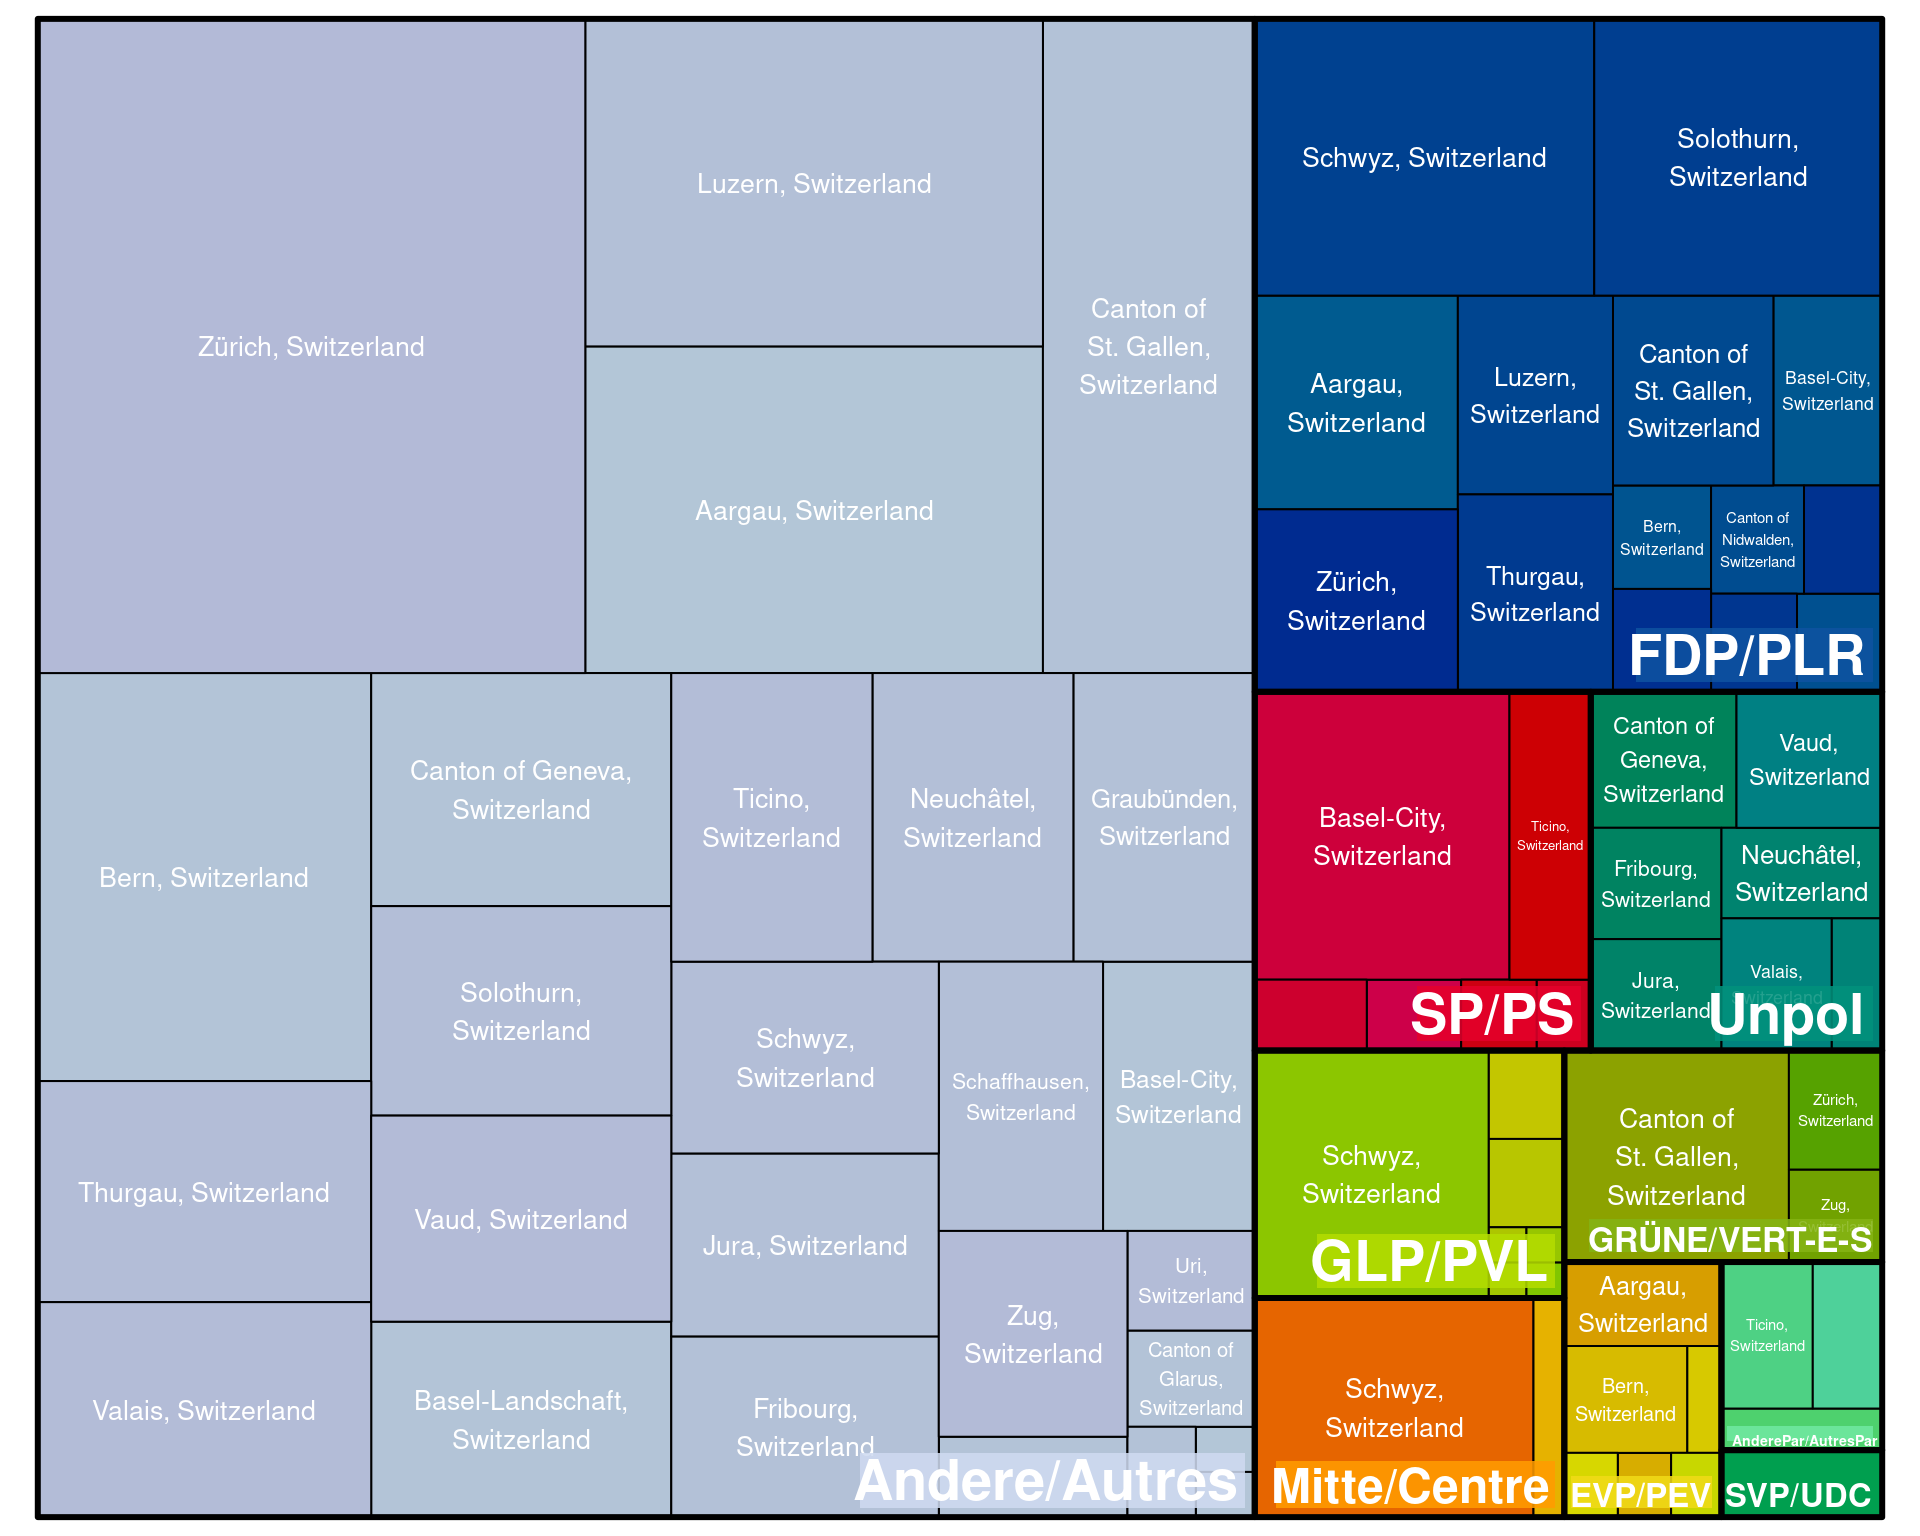 Zürich, Switzerland
Luzern, Switzerland
Aargau, Switzerland
Canton of
St. Gallen,
Switzerland
Bern, Switzerland
Thurgau, Switzerland
Valais, Switzerland
Canton of Geneva,
Switzerland
Solothurn,
Switzerland
Vaud, Switzerland
Basel-Landschaft,
Switzerland
Ticino,
Switzerland
Neuchâtel,
Switzerland
Graubünden,
Switzerland
Schwyz,
Switzerland
Jura, Switzerland
Fribourg,
Switzerland
Schaffhausen,
Switzerland
Basel-City,
Switzerland
Zug,
Switzerland
Uri,
Switzerland
Canton of
Glarus,
Switzerland
Andere/Autres
Schwyz, Switzerland
Solothurn,
Switzerland
Aargau,
Switzerland
Zürich,
Switzerland
Luzern,
Switzerland
Thurgau,
Switzerland
Canton of
St. Gallen,
Switzerland
Basel-City,
Switzerland
Bern,
Switzerland
Canton of
Nidwalden,
Switzerland
FDP/PLR
Basel-City,
Switzerland
Ticino,
Switzerland
SP/PS
Canton of
Geneva,
Switzerland
Vaud,
Switzerland
Fribourg,
Switzerland
Neuchâtel,
Switzerland
Jura,
Switzerland
Valais,
Switzerland
Unpol
Schwyz,
Switzerland
GLP/PVL
Canton of
St. Gallen,
Switzerland
Zürich,
Switzerland
Zug,
Switzerland
GRÜNE/VERT-E-S
Schwyz,
Switzerland
Mitte/Centre
Aargau,
Switzerland
Bern,
Switzerland
EVP/PEV
Ticino,
Switzerland
AnderePar/AutresPar
SVP/UDC